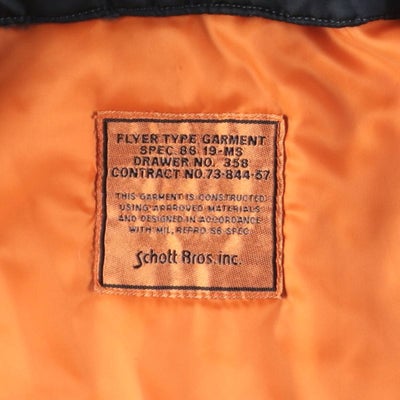 FLYER TYPE GARMENT
SPEC 86 19-MS
DRAWER NO. 358
CONTRACT NO.73-844-57
THIS GARMENT IS CONSTRUCTED
USING APPROVED MATERIALS
AND DESIGNED IN ACCORDANCE
WITH MIL. REPRO S6 SPEC.
Schott Bros. inc.